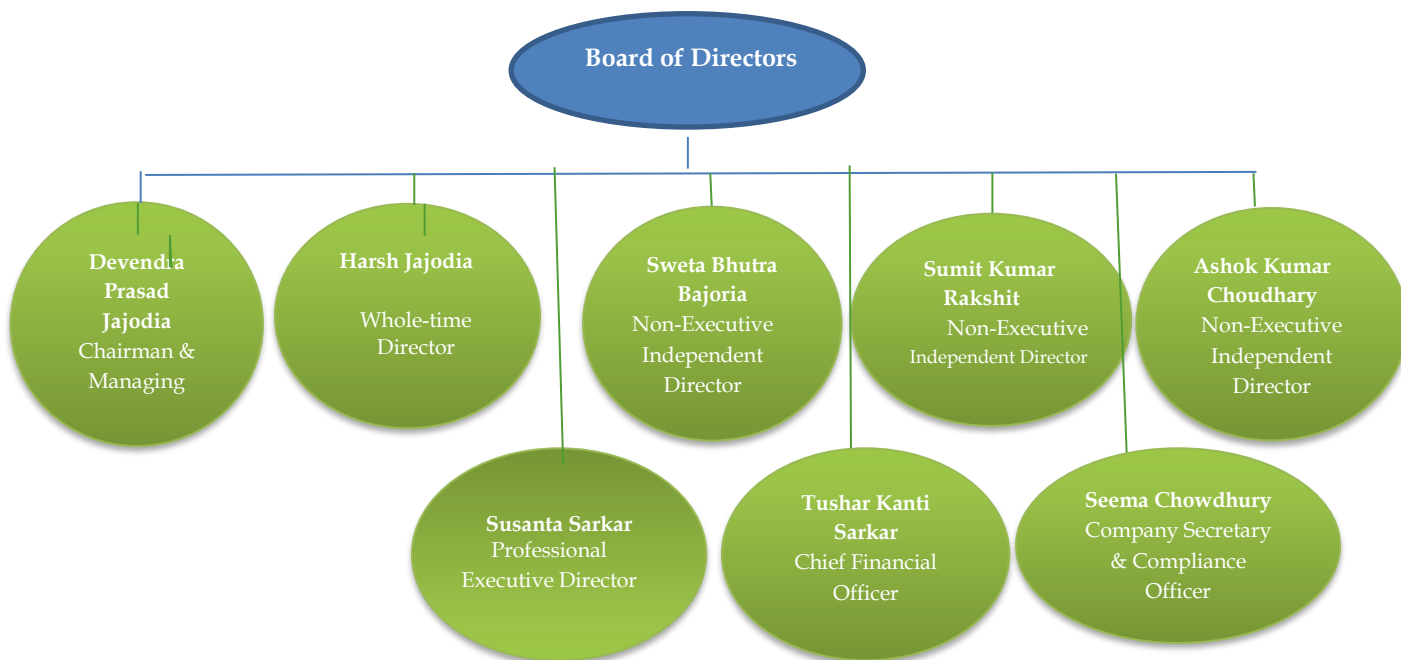 Board of Directors
Devendra
Prasad
Jajodia
Chairman &
Managing
Harsh Jajodia
Whole-time
Director
Sweta Bhutra
Bajoria
Non-Executive
Independent
Director
Sumit Kumar
Rakshit
Non-Executive
Independent Director
Ashok Kumar
Choudhary
Non-Executive
Independent
Director
Susanta Sarkar
Professional
Executive Director
Tushar Kanti
Sarkar
Chief Financial
Officer
Seema Chowdhury
Company Secretary
& Compliance
Officer